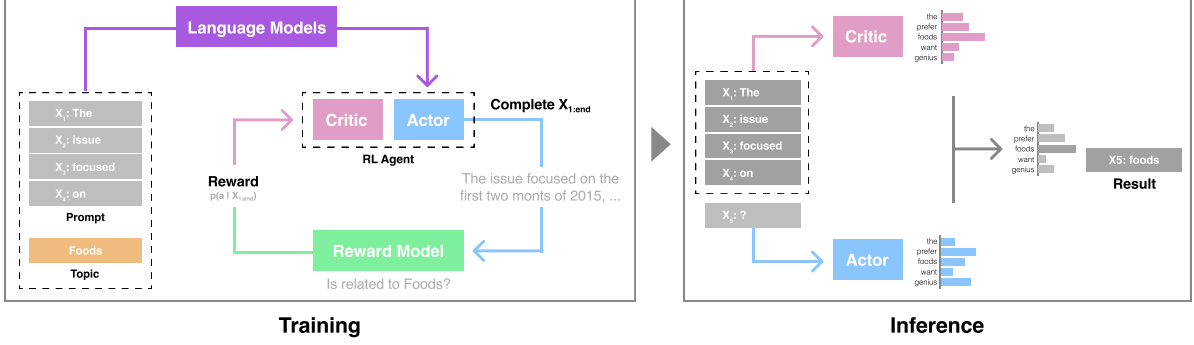 Language Models
X1: The
X2: issue
X3: focused
X4: on
Prompt
Foods
Topic
Critic
Actor
RL Agent
Complete X1:end
Reward
p(a | X1:end)
The issue focused on the
first two monts of 2015, ...
Reward Model
Is related to Foods?
Training
Critic
the
prefer
foods
want
genius
X1: The
X2: issue
X3: focused
X4: on
X5: ?
Actor
the
prefer
foods
want
genius
the
prefer
foods
want
genius
X5: foods
Result
Inference